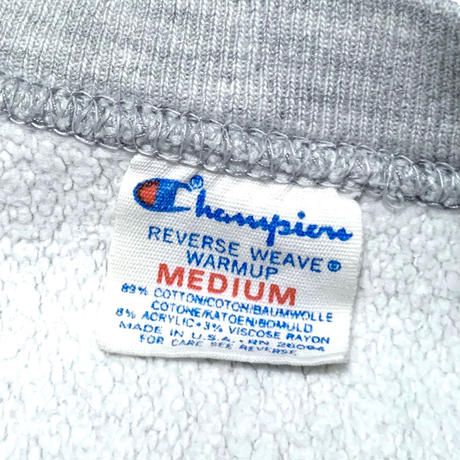 Champion®
REVERSE WEAVE®
WARMUP
MEDIUM
89% COTTON/COTON/BAUMWOLLE
COTONE/KATOEN/BOMULD
8% ACRYLIC•3% VISCOSE RAYON
MADE IN U.S.A.•RN 26094
FOR CARE SEE REVERSE